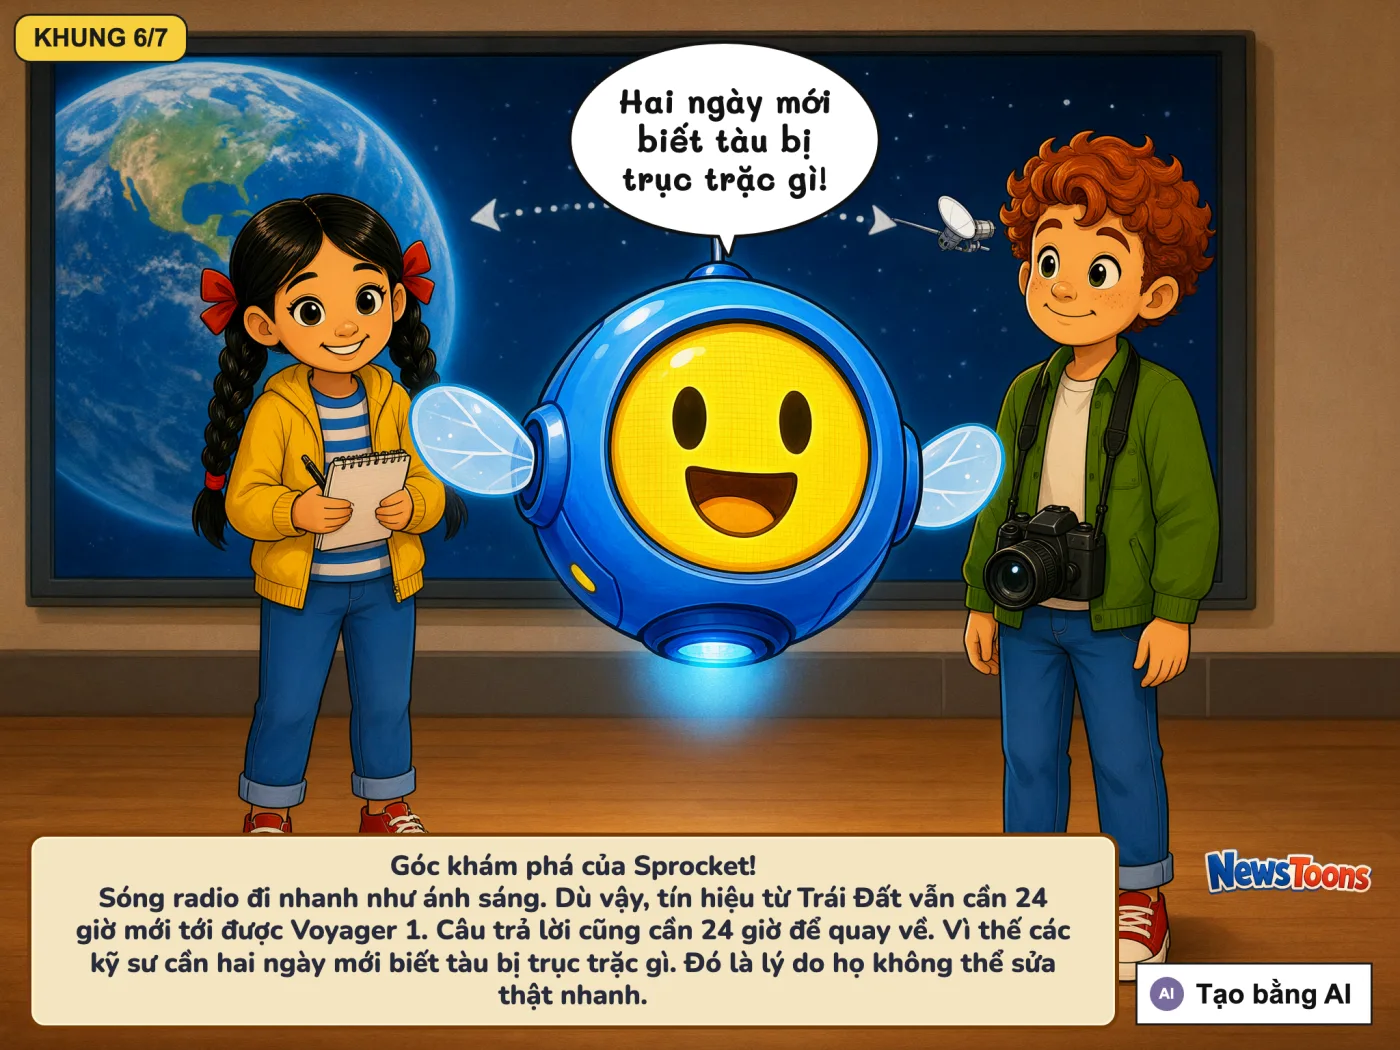 KHUNG 6/7
Hai ngày mới
biết tàu bị
trục trặc gì!
Góc khám phá của Sprocket!
Sóng radio đi nhanh như ánh sáng. Dù vậy, tín hiệu từ Trái Đất vẫn cần 24
giờ mới tới được Voyager 1. Câu trả lời cũng cần 24 giờ để quay về. Vì thế các
kỹ sư cần hai ngày mới biết tàu bị trục trặc gì. Đó là lý do họ không thể sửa
thật nhanh.
NewsToons
AI Tạo bằng AI